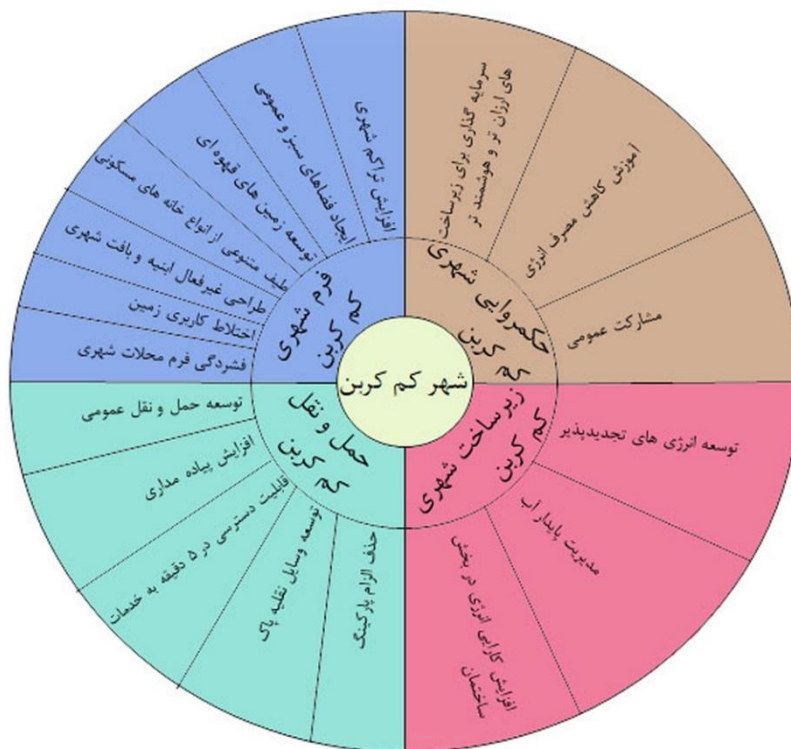 شهر کم کربن
حکمروایی شهری
کم کربن
سرمایه گذاری برای زیرساخت
های ارزان تر و هوشمند تر
آموزش کاهش مصرف انرژی
مشارکت عمومی
زیرساخت شهری
کم کربن
توسعه انرژی های تجدیدپذیر
مدیریت پایدار آب
افزایش کارایی انرژی در بخش
ساختمان
حمل و نقل
کم کربن
حذف الزام پارکینگ
توسعه وسایل نقلیه پاک
قابلیت دسترسی در ۵ دقیقه به خدمات
افزایش پیاده مداری
توسعه حمل و نقل عمومی
فرم شهری
کم کربن
فشردگی فرم محلات شهری
اختلاط کاربری زمین
طراحی غیرفعال ابنیه و بافت شهری
طیف متنوعی از انواع خانه های مسکونی
توسعه زمین های قهوه ای
ایجاد فضاهای سبز و عمومی
افزایش تراکم شهری